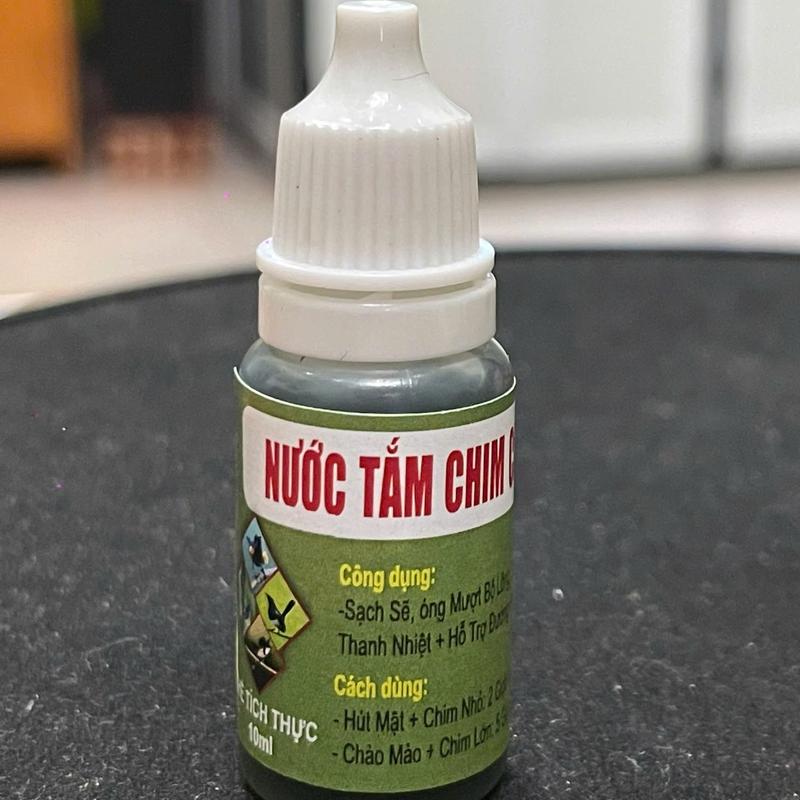 NƯỚC TẮM CHIM
Công dụng:
-Sạch Sẽ, óng Mượt Bộ
Thanh Nhiệt + Hỗ Trợ
Cách dùng:
- Hút Mật + Chim Nhỏ: 2
- Chào Mào + Chim Lớn: 5
TÍCH THỰC
10ml